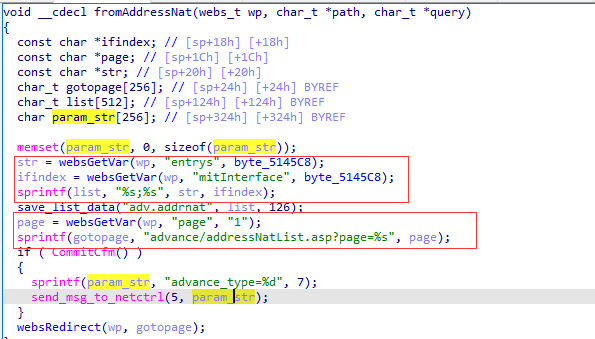 void __cdecl fromAddressNat(webs_t wp, char_t *path, char_t *query)
{
const char *ifindex; // [sp+18h] [+18h]
const char *page; // [sp+1Ch] [+1Ch]
const char *str; // [sp+20h] [+20h]
char_t gotopage[256]; // [sp+24h] [+24h] BYREF
char_t list[512]; // [sp+124h] [+124h] BYREF
char param_str[256]; // [sp+324h] [+324h] BYREF
memset(param_str, 0, sizeof(param_str));
str = websGetVar(wp, "entrys", byte_5145C8);
ifindex = websGetVar(wp, "mitInterface", byte_5145C8);
sprintf(list, "%s;%s", str, ifindex);
save_list_data("adv.addrnat", list, 126);
page = websGetVar(wp, "page", "1");
sprintf(gotopage, "advance/addressNatList.asp?page=%s", page);
if ( CommitCfm() )
{
sprintf(param_str, "advance_type=%d", 7);
send_msg_to_netctrl(5, param_str);
}
websRedirect(wp, gotopage);